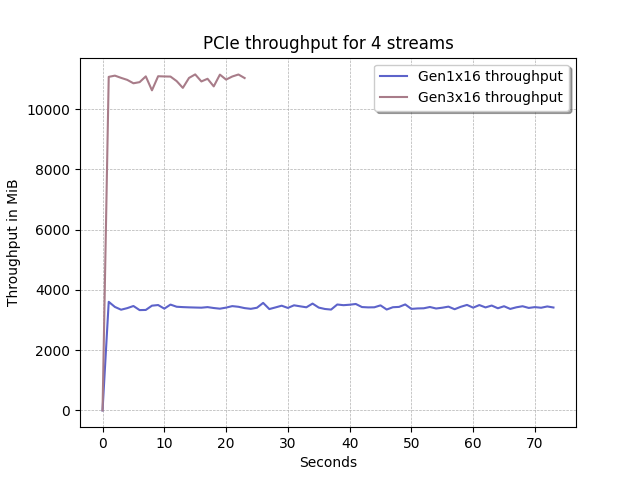 PCIe throughput for 4 streams
Gen1x16 throughput
Gen3x16 throughput
Throughput in MiB
10000
8000
6000
4000
2000
0
0 10 20 30 40 50 60 70
Seconds